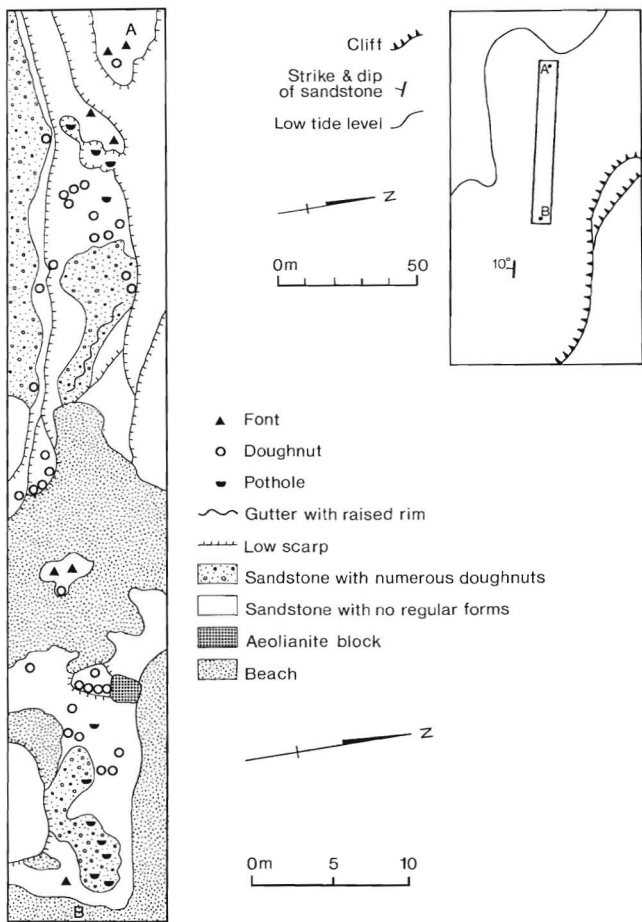 A
Cliff
Strike & dip
of sandstone
Low tide level
N
0m 50
A
B
10°
Font
Doughnut
Pothole
Gutter with raised rim
Low scarp
Sandstone with numerous doughnuts
Sandstone with no regular forms
Aeolianite block
Beach
N
0m 5 10
B